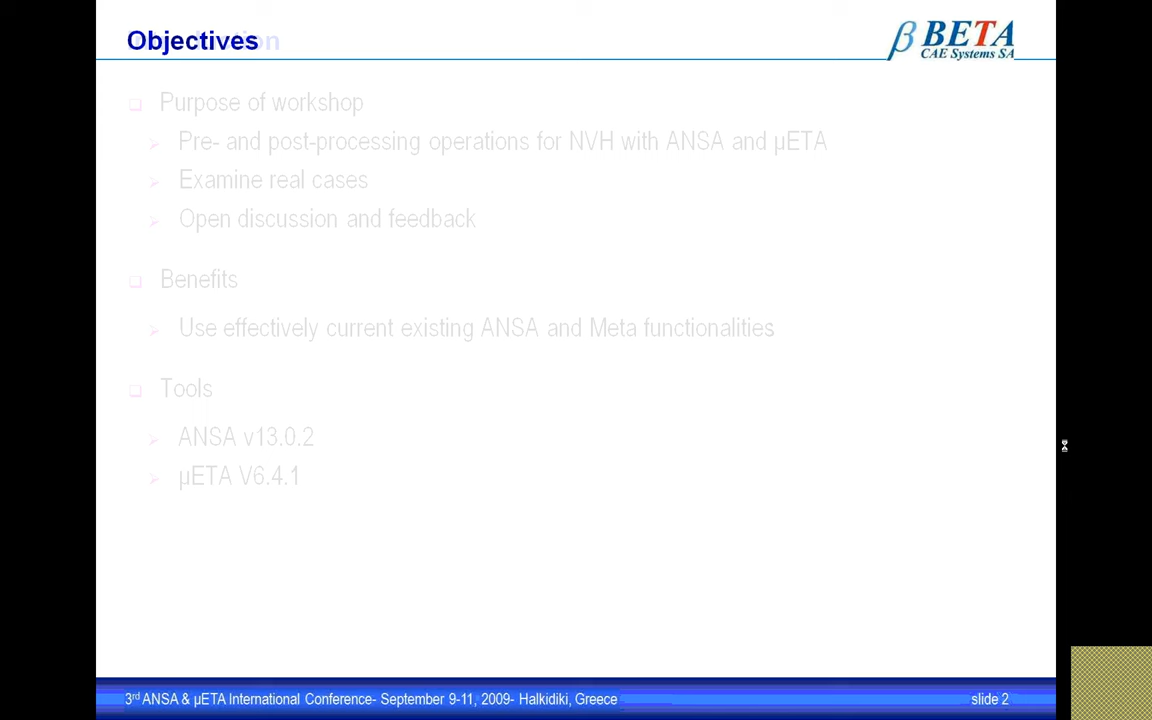 Objectives
β BETA
CAE Systems SA
Purpose of workshop
Pre- and post-processing operations for NVH with ANSA and µETA
Examine real cases
Open discussion and feedback
Benefits
Use effectively current existing ANSA and Meta functionalities
Tools
ANSA v13.0.2
µETA V6.4.1
3rd ANSA & µETA International Conference- September 9-11, 2009- Halkidiki, Greece
slide 2